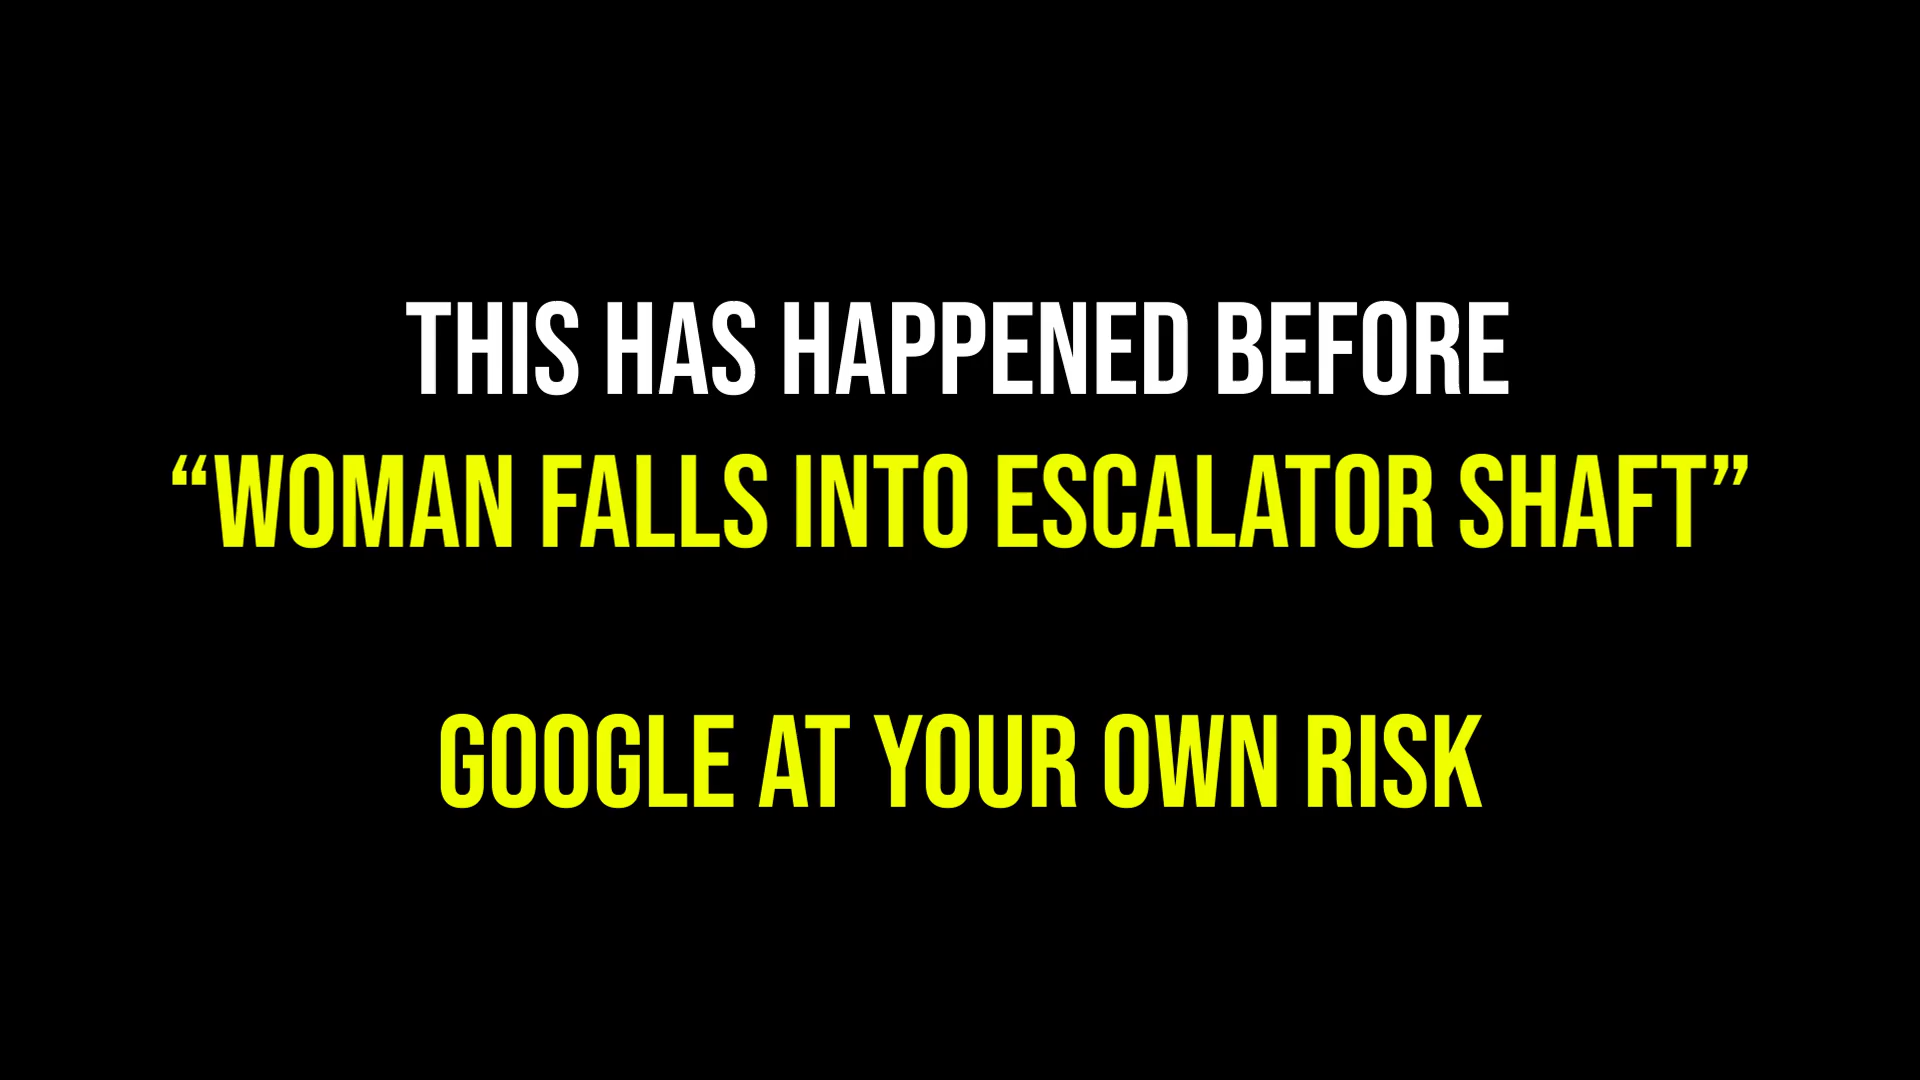 THIS HAS HAPPENED BEFORE
“WOMAN FALLS INTO ESCALATOR SHAFT”
GOOGLE AT YOUR OWN RISK